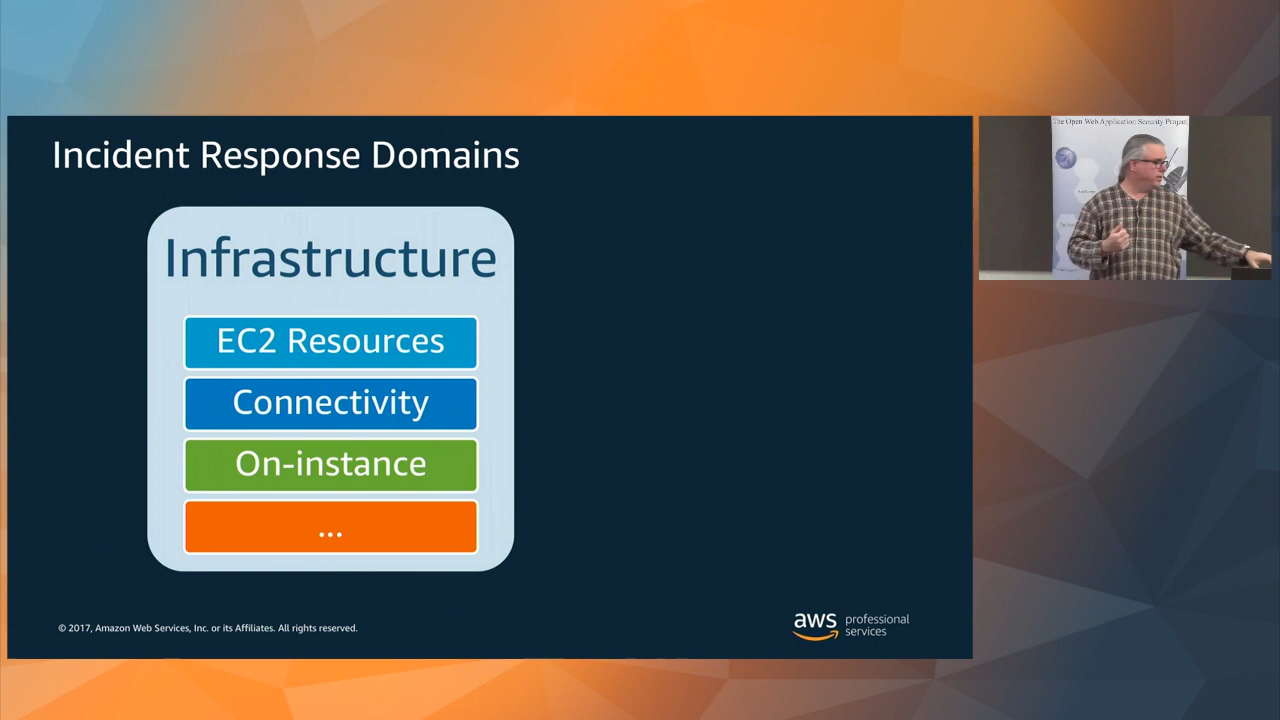 Incident Response Domains
Infrastructure
EC2 Resources
Connectivity
On-instance
...
© 2017, Amazon Web Services, Inc. or its Affiliates. All rights reserved.
aws professional
services
The Open Web Application Security Project